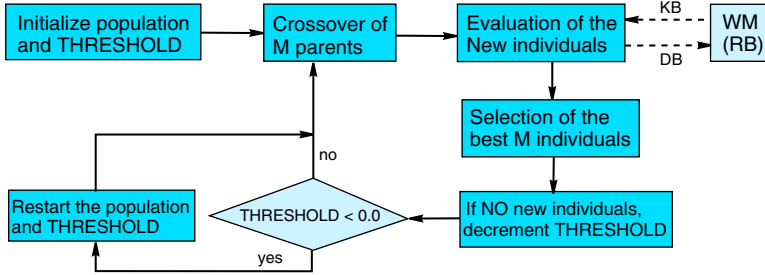 Initialize population
and THRESHOLD
Crossover of
M parents
Evaluation of the
New individuals
KB
DB
WM
(RB)
Selection of the
best M individuals
If NO new individuals,
decrement THRESHOLD
THRESHOLD < 0.0
no
yes
Restart the population
and THRESHOLD